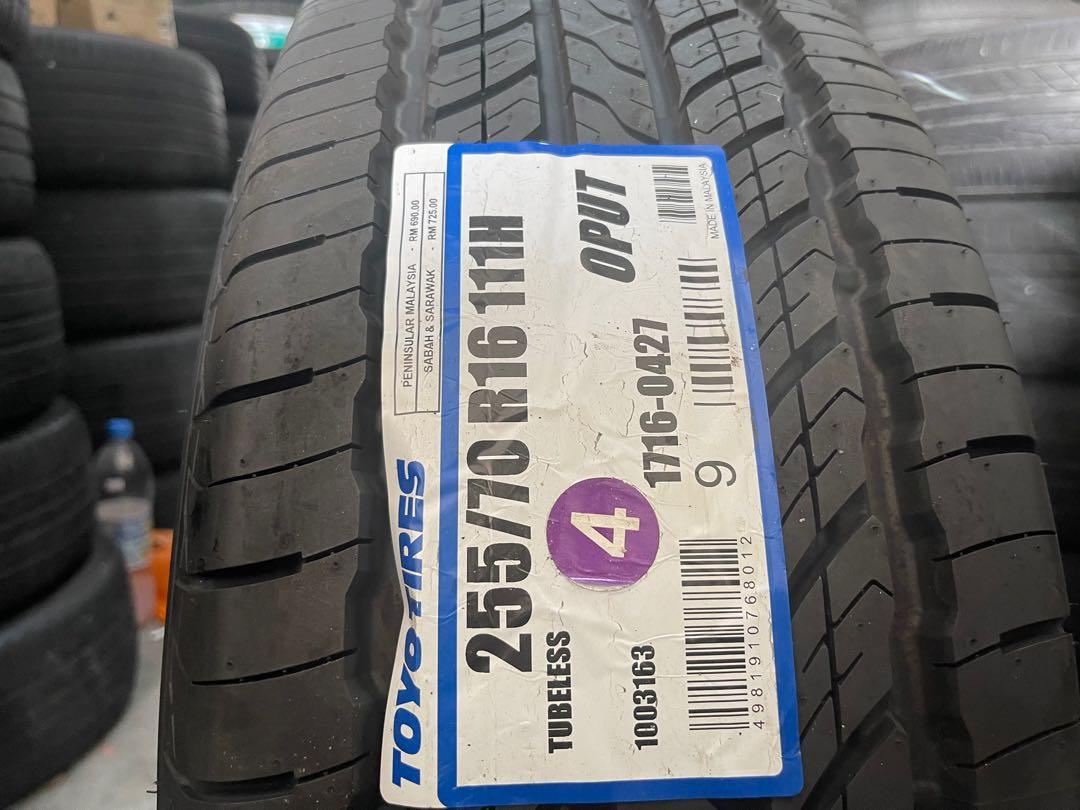 PENINSULAR MALAYSIA - RM 690.00
SABAH & SARAWAK - RM 725.00
TOYO TIRES
255/70 R16 111H
TUBELESS
4
OPUT
1003163
1716-0427
9
MADE IN MALAYSIA
4981910768012